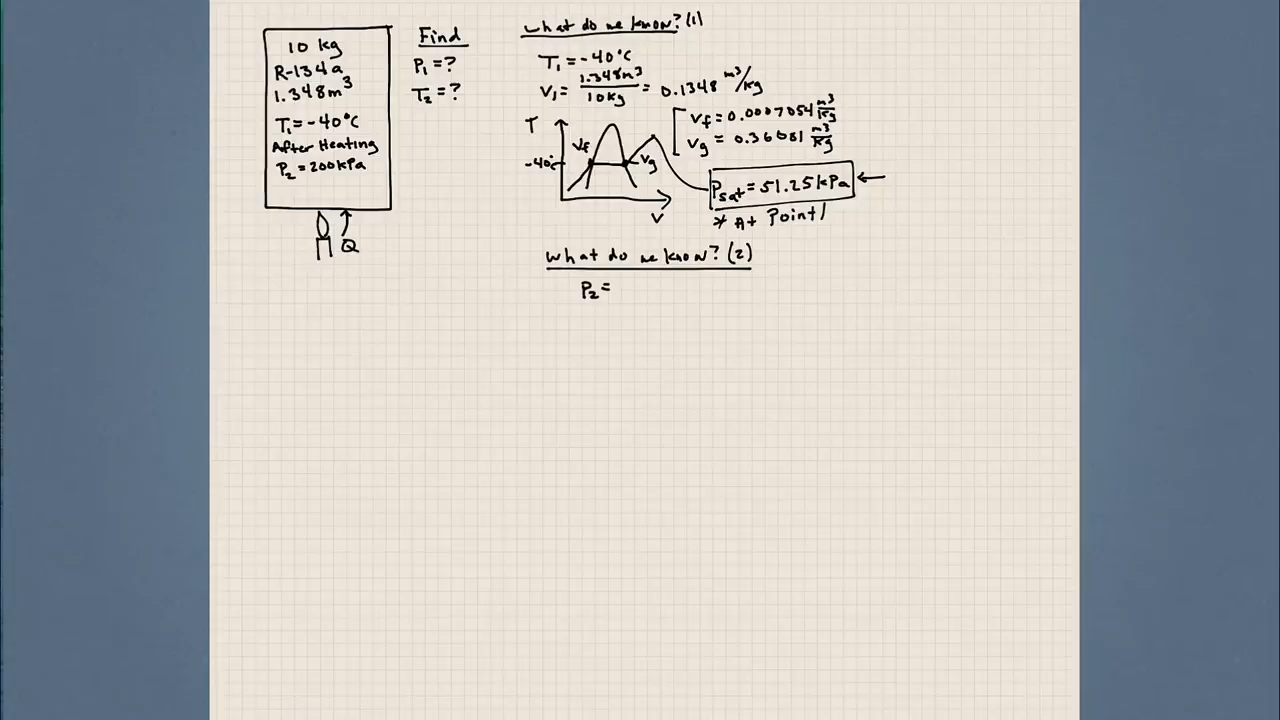 10 kg
R-134a
1.348m³
T₁=-40°C
After Heating
P₂=200kPa
Q
Find
P₁=?
T₂=?
What do we know? (1)
T₁=-40°C
V₁= 1.348m³/10kg = 0.1348 m³/kg
Vf=0.0007054 m³/kg
Vg=0.36081 m³/kg
T
Vf
-40°
Vg
V
Psat=51.25kPa
* At Point 1
What do we know? (2)
P₂=